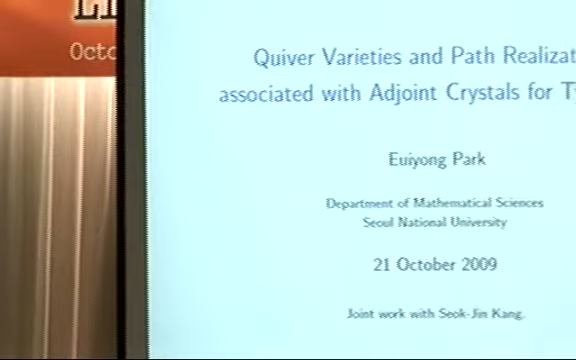 Octo
Quiver Varieties and Path Realizat
associated with Adjoint Crystals for T
Euiyong Park
Department of Mathematical Sciences
Seoul National University
21 October 2009
Joint work with Seok-Jin Kang.